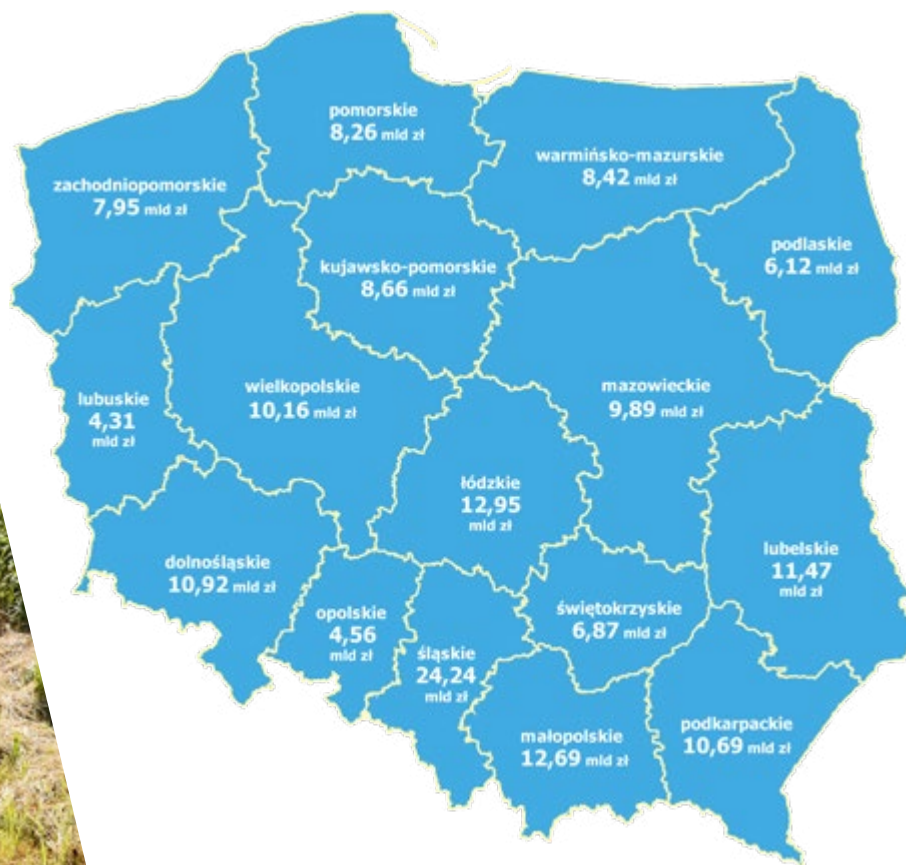 pomorskie
8,26 mld zł
warmińsko-mazurskie
8,42 mld zł
zachodniopomorskie
7,95 mld zł
podlaskie
6,12 mld zł
kujawsko-pomorskie
8,66 mld zł
lubuskie
4,31
mld zł
wielkopolskie
10,16 mld zł
mazowieckie
9,89 mld zł
łódzkie
12,95
mld zł
dolnośląskie
10,92 mld zł
lubelskie
11,47
mld zł
opolskie
4,56
mld zł
świętokrzyskie
6,87 mld zł
śląskie
24,24
mld zł
małopolskie
12,69 mld zł
podkarpackie
10,69 mld zł